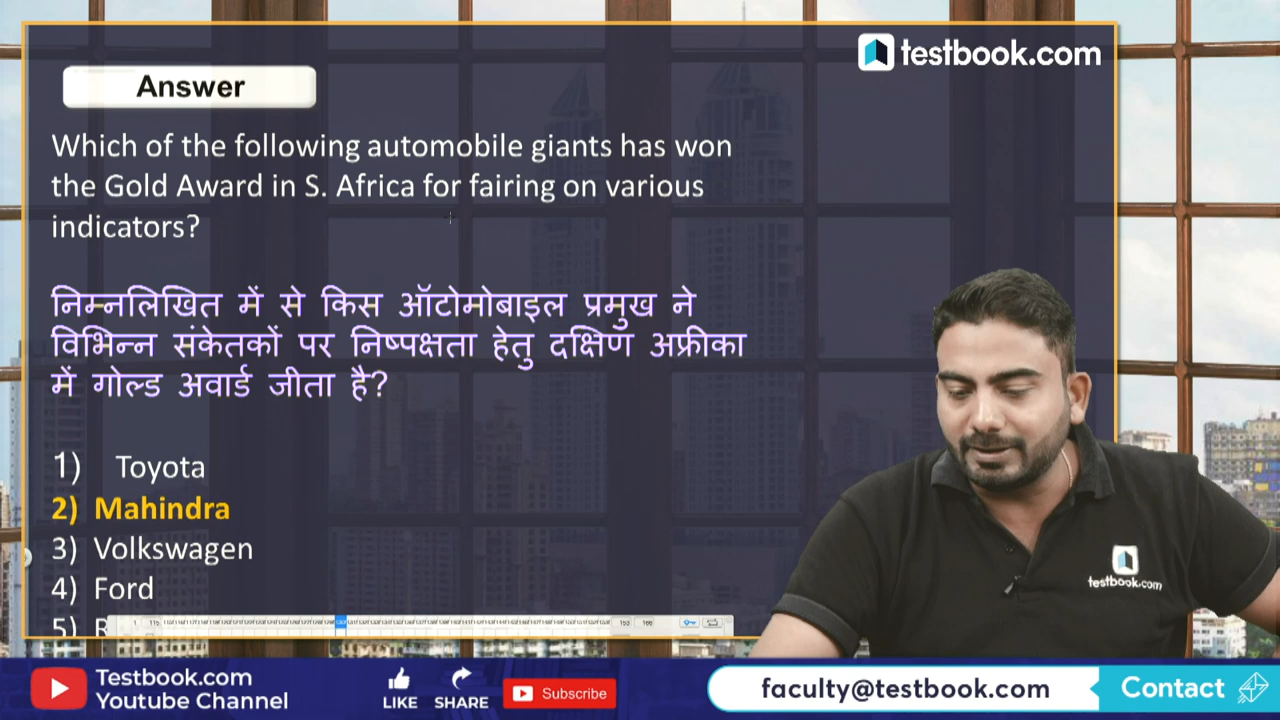 testbook.com
Answer
Which of the following automobile giants has won
the Gold Award in S. Africa for fairing on various
indicators?
निम्नलिखित में से किस ऑटोमोबाइल प्रमुख ने
विभिन्न संकेतकों पर निष्पक्षता हेतु दक्षिण अफ्रीका
में गोल्ड अवार्ड जीता है?
1) Toyota
2) Mahindra
3) Volkswagen
4) Ford
5) R
testbook.com
Testbook.com
Youtube Channel
LIKE
SHARE
Subscribe
faculty@testbook.com
Contact